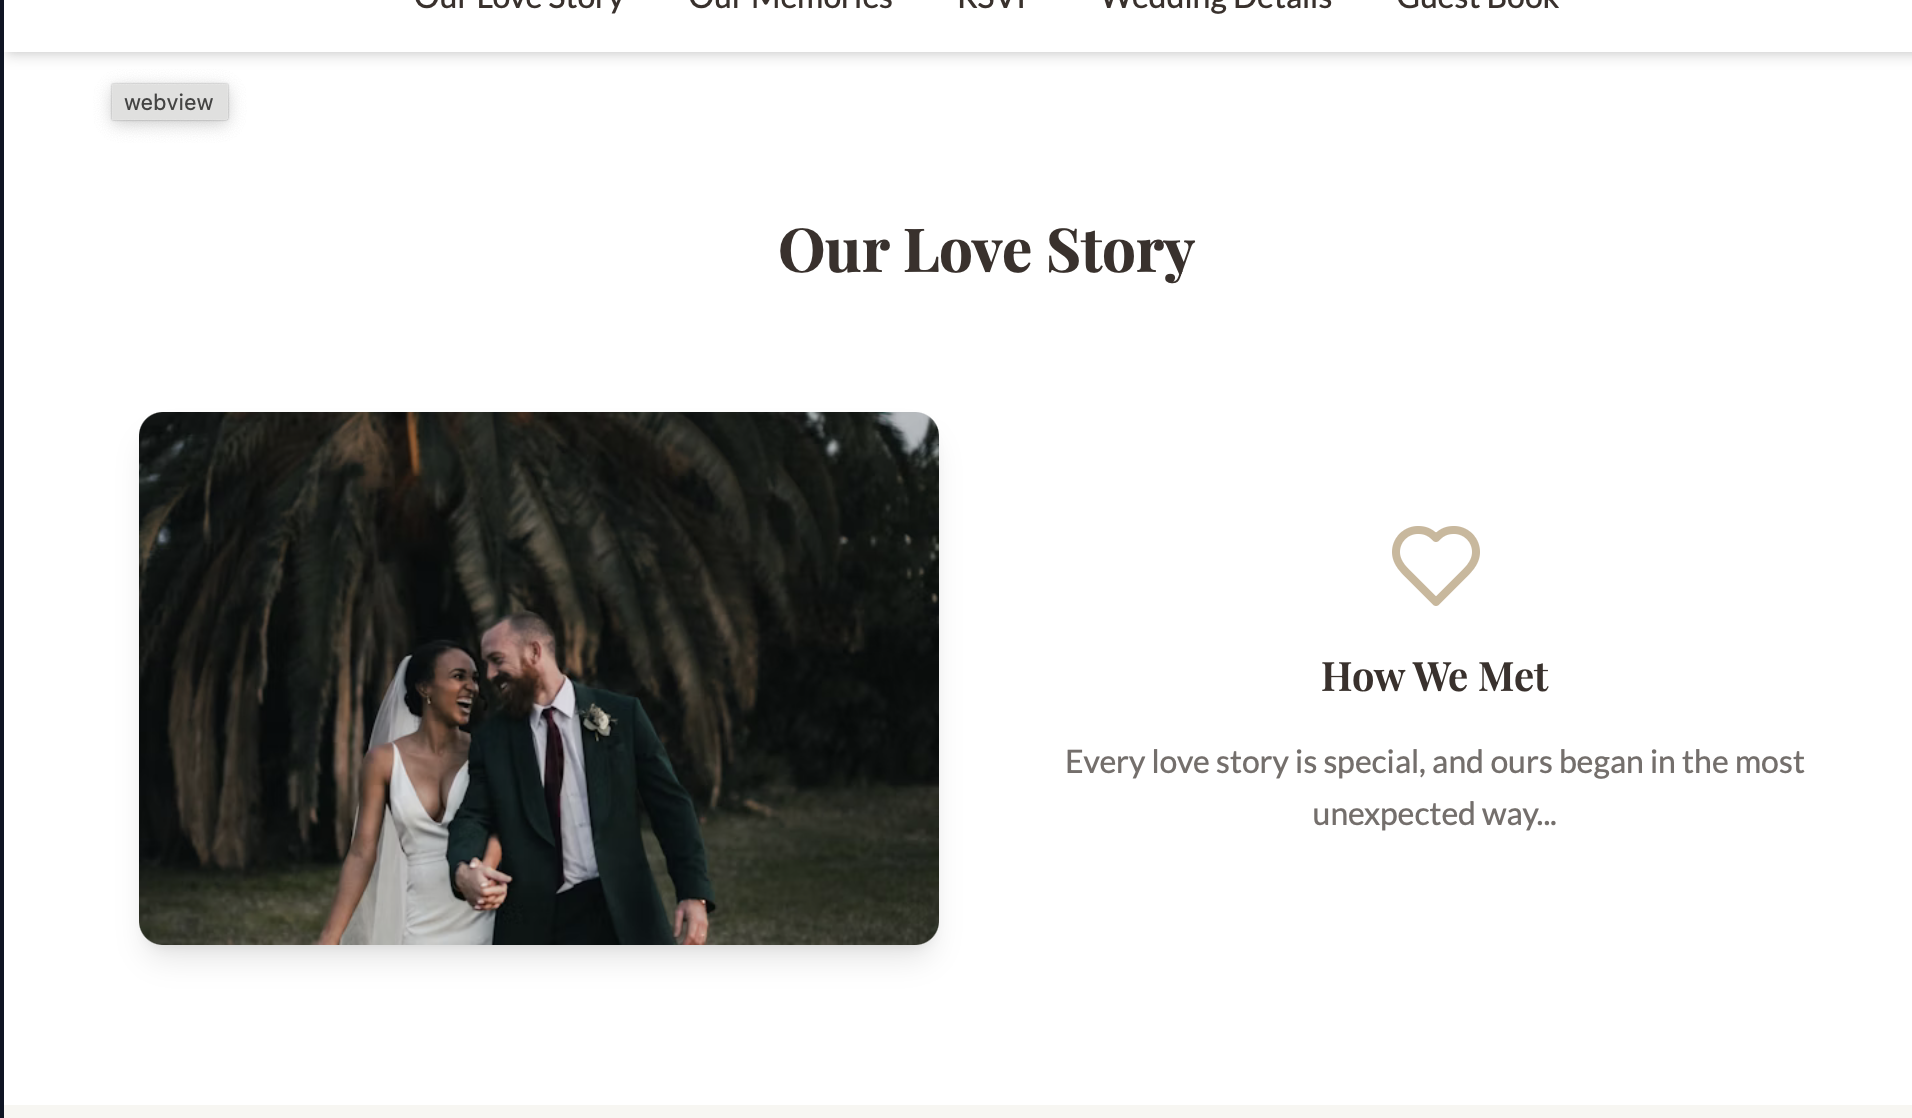 Our Love Story Our Memories RSVP Wedding Details Guest Book
webview
Our Love Story
How We Met
Every love story is special, and ours began in the most
unexpected way...